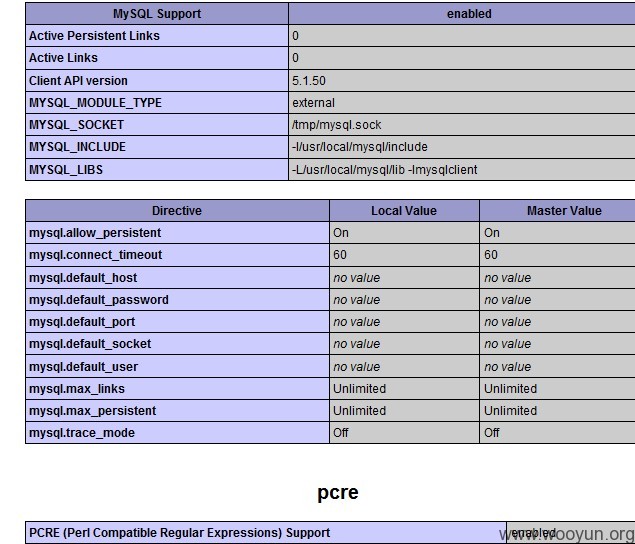 MySQL Support enabled
Active Persistent Links 0
Active Links 0
Client API version 5.1.50
MYSQL_MODULE_TYPE external
MYSQL_SOCKET /tmp/mysql.sock
MYSQL_INCLUDE -I/usr/local/mysql/include
MYSQL_LIBS -L/usr/local/mysql/lib -lmysqlclient
Directive Local Value Master Value
mysql.allow_persistent On On
mysql.connect_timeout 60 60
mysql.default_host no value no value
mysql.default_password no value no value
mysql.default_port no value no value
mysql.default_socket no value no value
mysql.default_user no value no value
mysql.max_links Unlimited Unlimited
mysql.max_persistent Unlimited Unlimited
mysql.trace_mode Off Off
pcre
PCRE (Perl Compatible Regular Expressions) Support enabled
www.wooyun.org